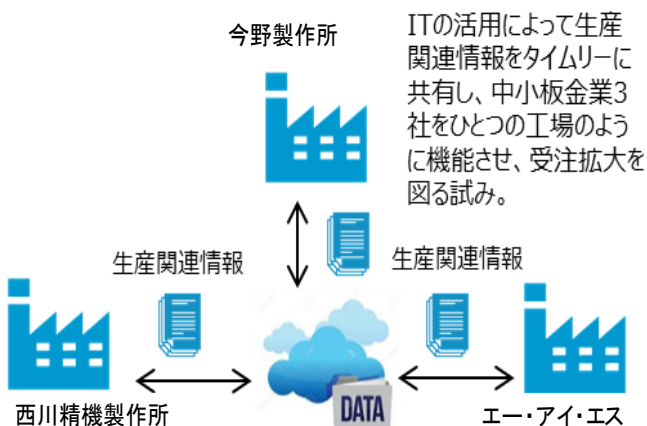 今野製作所
ITの活用によって生産
関連情報をタイムリーに
共有し、中小板金業3
社をひとつの工場のよう
に機能させ、受注拡大を
図る試み。
生産関連情報
生産関連情報
DATA
西川精機製作所
エー・アイ・エス